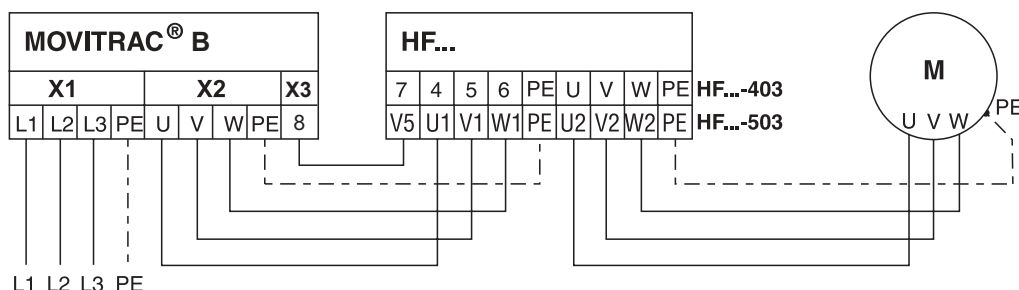 MOVITRAC® B
HF...
M
X1 X2 X3
7 4 5 6 PE U V W PE HF...-403
L1 L2 L3 PE U V W PE 8
V5 U1 V1 W1 PE U2 V2 W2 PE HF...-503
U V W PE
L1 L2 L3 PE